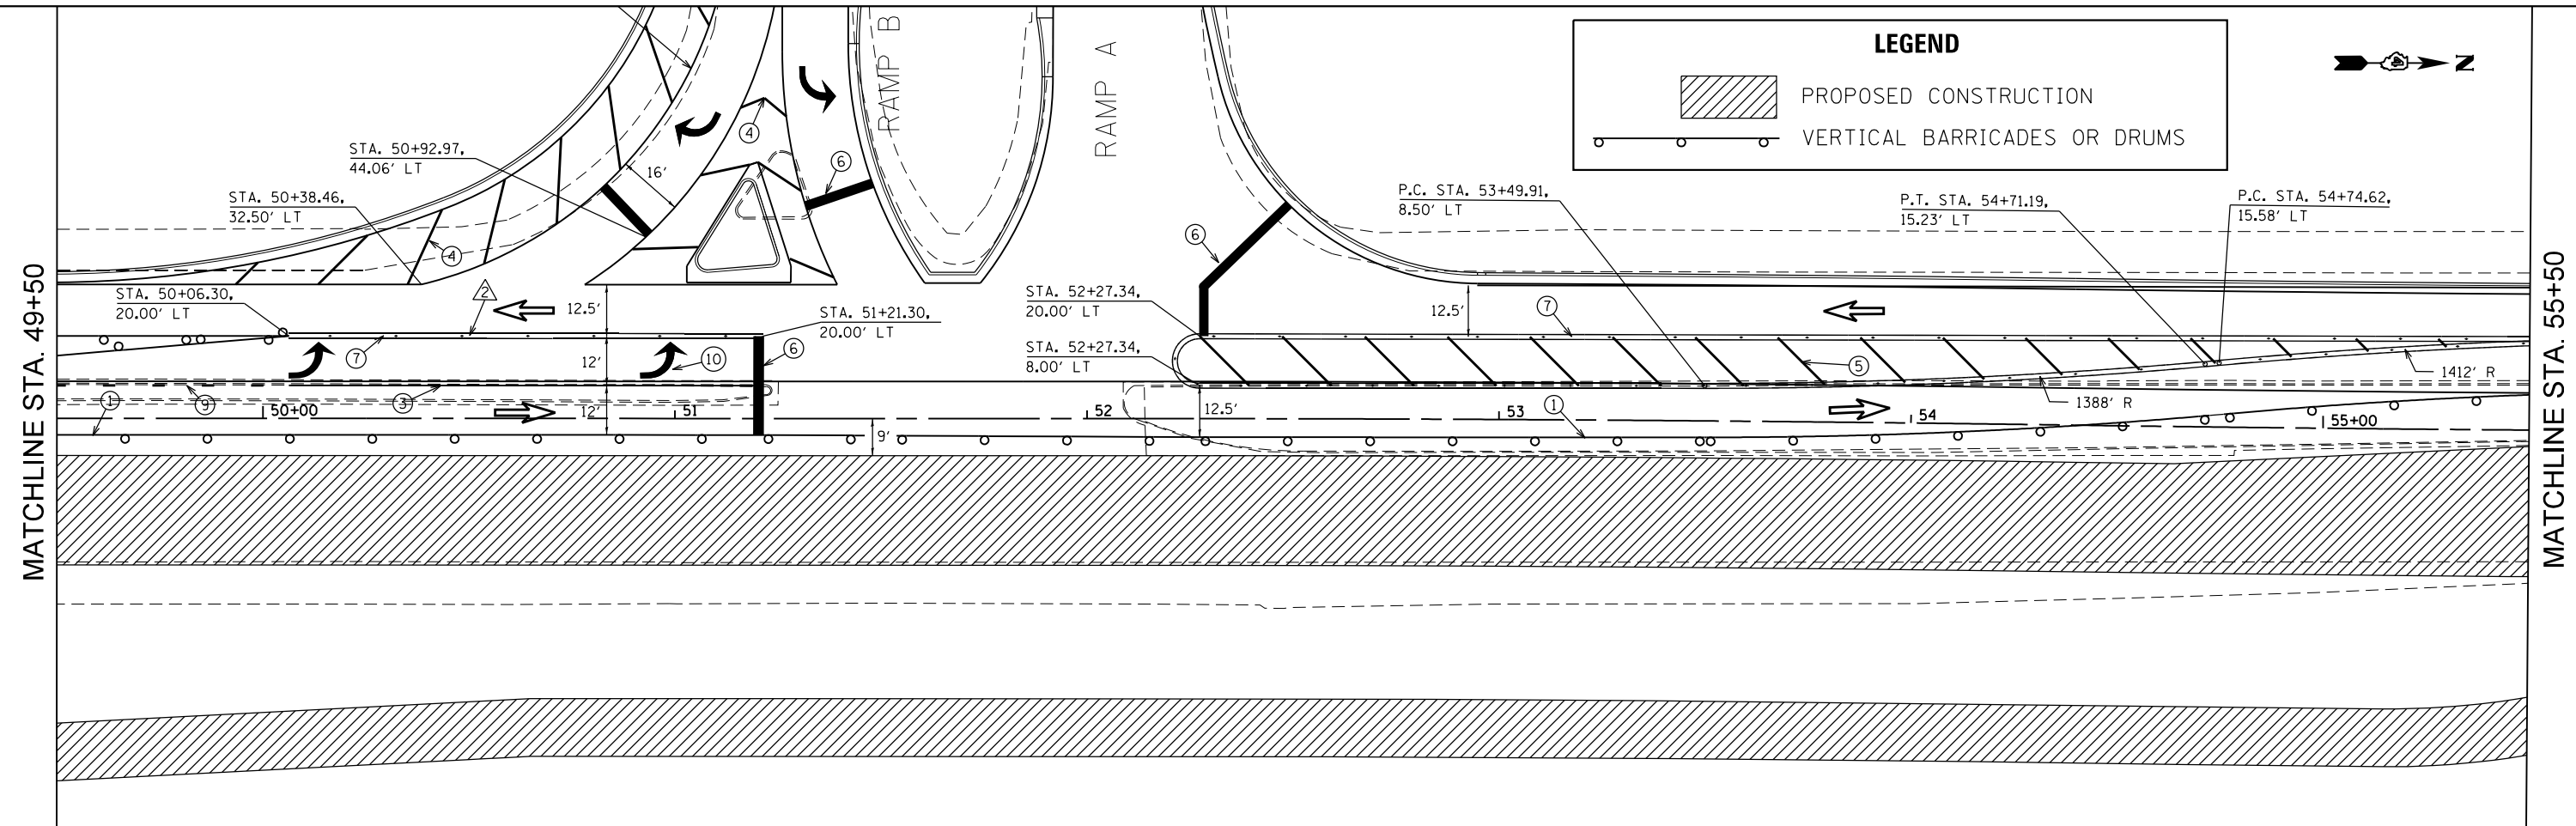 LEGEND
PROPOSED CONSTRUCTION
VERTICAL BARRICADES OR DRUMS
N
RAMP B
RAMP A
MATCHLINE STA. 49+50
MATCHLINE STA. 55+50
STA. 50+92.97,
44.06' LT
STA. 50+38.46,
32.50' LT
STA. 50+06.30,
20.00' LT
STA. 51+21.30,
20.00' LT
STA. 52+27.34,
20.00' LT
STA. 52+27.34,
8.00' LT
P.C. STA. 53+49.91,
8.50' LT
P.T. STA. 54+71.19,
15.23' LT
P.C. STA. 54+74.62,
15.58' LT
16'
4
6
4
6
2
12.5'
7
12.5'
7
12'
10
6
5
1412' R
1388' R
1
9
3
12'
12.5'
1
9'
50+00
51
52
53
54
55+00